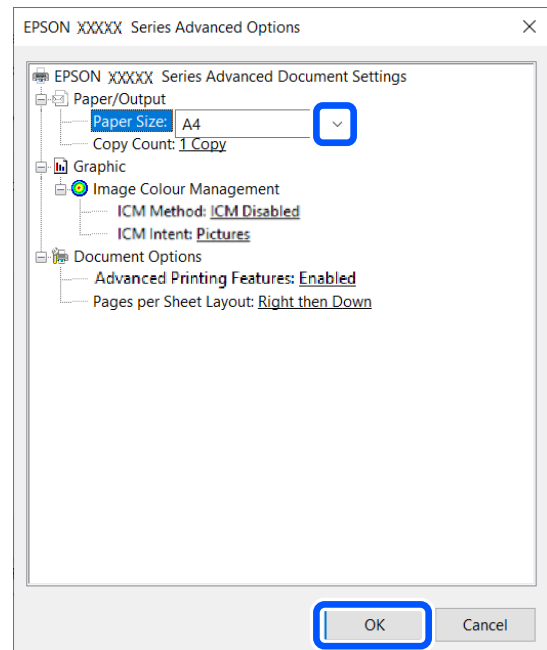 EPSON XXXXX Series Advanced Options
EPSON XXXXX Series Advanced Document Settings
Paper/Output
Paper Size: A4
Copy Count: 1 Copy
Graphic
Image Colour Management
ICM Method: ICM Disabled
ICM Intent: Pictures
Document Options
Advanced Printing Features: Enabled
Pages per Sheet Layout: Right then Down
OK Cancel